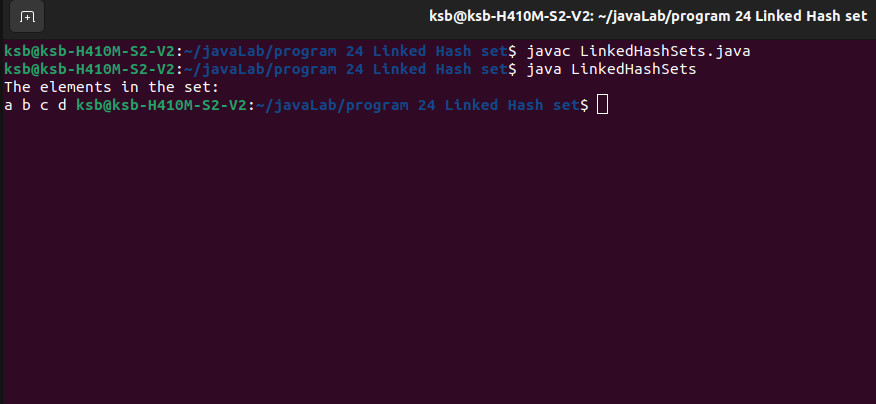 ksb@ksb-H410M-S2-V2: ~/javaLab/program 24 Linked Hash set
ksb@ksb-H410M-S2-V2:~/javaLab/program 24 Linked Hash set$ javac LinkedHashSets.java
ksb@ksb-H410M-S2-V2:~/javaLab/program 24 Linked Hash set$ java LinkedHashSets
The elements in the set:
a b c d ksb@ksb-H410M-S2-V2:~/javaLab/program 24 Linked Hash set$